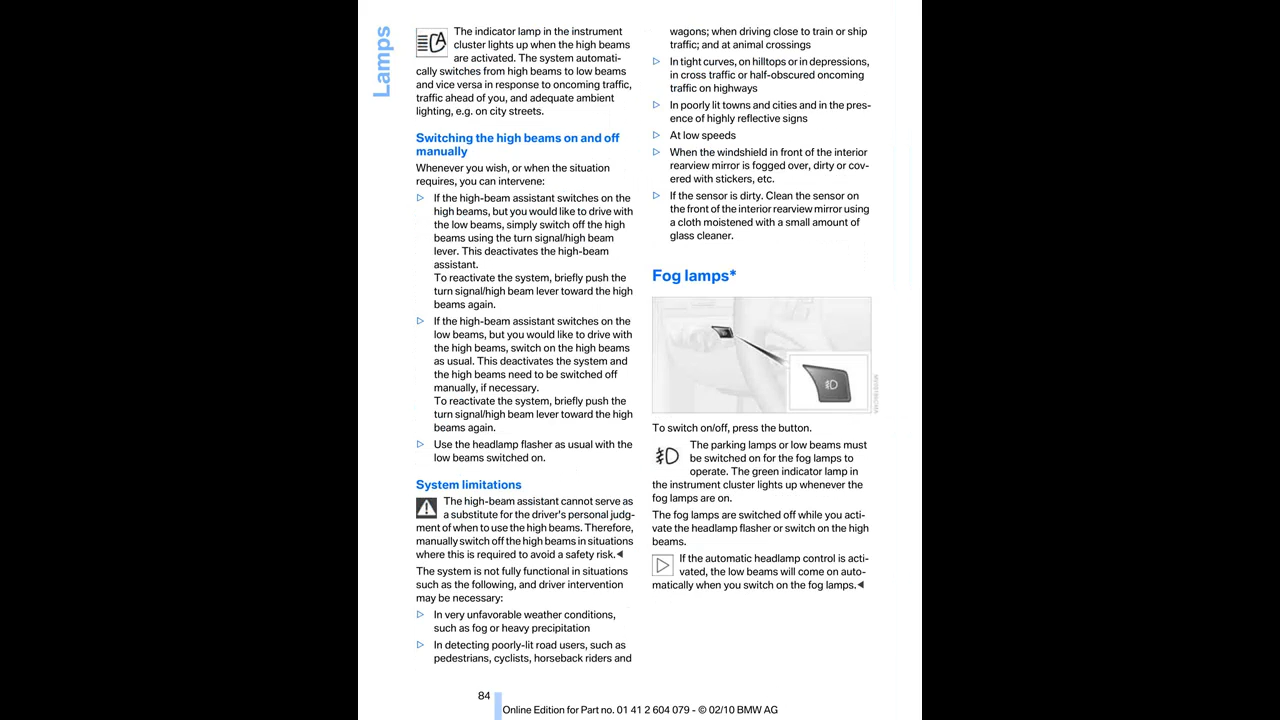 Lamps
The indicator lamp in the instrument
cluster lights up when the high beams
are activated. The system automati-
cally switches from high beams to low beams
and vice versa in response to oncoming traffic,
traffic ahead of you, and adequate ambient
lighting, e.g. on city streets.
Switching the high beams on and off
manually
Whenever you wish, or when the situation
requires, you can intervene:
▷ If the high-beam assistant switches on the
high beams, but you would like to drive with
the low beams, simply switch off the high
beams using the turn signal/high beam
lever. This deactivates the high-beam
assistant.
To reactivate the system, briefly push the
turn signal/high beam lever toward the high
beams again.
▷ If the high-beam assistant switches on the
low beams, but you would like to drive with
the high beams, switch on the high beams
as usual. This deactivates the system and
the high beams need to be switched off
manually, if necessary.
To reactivate the system, briefly push the
turn signal/high beam lever toward the high
beams again.
▷ Use the headlamp flasher as usual with the
low beams switched on.
System limitations
The high-beam assistant cannot serve as
a substitute for the driver's personal judg-
ment of when to use the high beams. Therefore,
manually switch off the high beams in situations
where this is required to avoid a safety risk.◀
The system is not fully functional in situations
such as the following, and driver intervention
may be necessary:
▷ In very unfavorable weather conditions,
such as fog or heavy precipitation
▷ In detecting poorly-lit road users, such as
pedestrians, cyclists, horseback riders and
wagons; when driving close to train or ship
traffic; and at animal crossings
▷ In tight curves, on hilltops or in depressions,
in cross traffic or half-obscured oncoming
traffic on highways
▷ In poorly lit towns and cities and in the pres-
ence of highly reflective signs
▷ At low speeds
▷ When the windshield in front of the interior
rearview mirror is fogged over, dirty or cov-
ered with stickers, etc.
▷ If the sensor is dirty. Clean the sensor on
the front of the interior rearview mirror using
a cloth moistened with a small amount of
glass cleaner.
Fog lamps*
To switch on/off, press the button.
The parking lamps or low beams must
be switched on for the fog lamps to
operate. The green indicator lamp in
the instrument cluster lights up whenever the
fog lamps are on.
The fog lamps are switched off while you acti-
vate the headlamp flasher or switch on the high
beams.
If the automatic headlamp control is acti-
vated, the low beams will come on auto-
matically when you switch on the fog lamps.◀
84
Online Edition for Part no. 01 41 2 604 079 - © 02/10 BMW AG